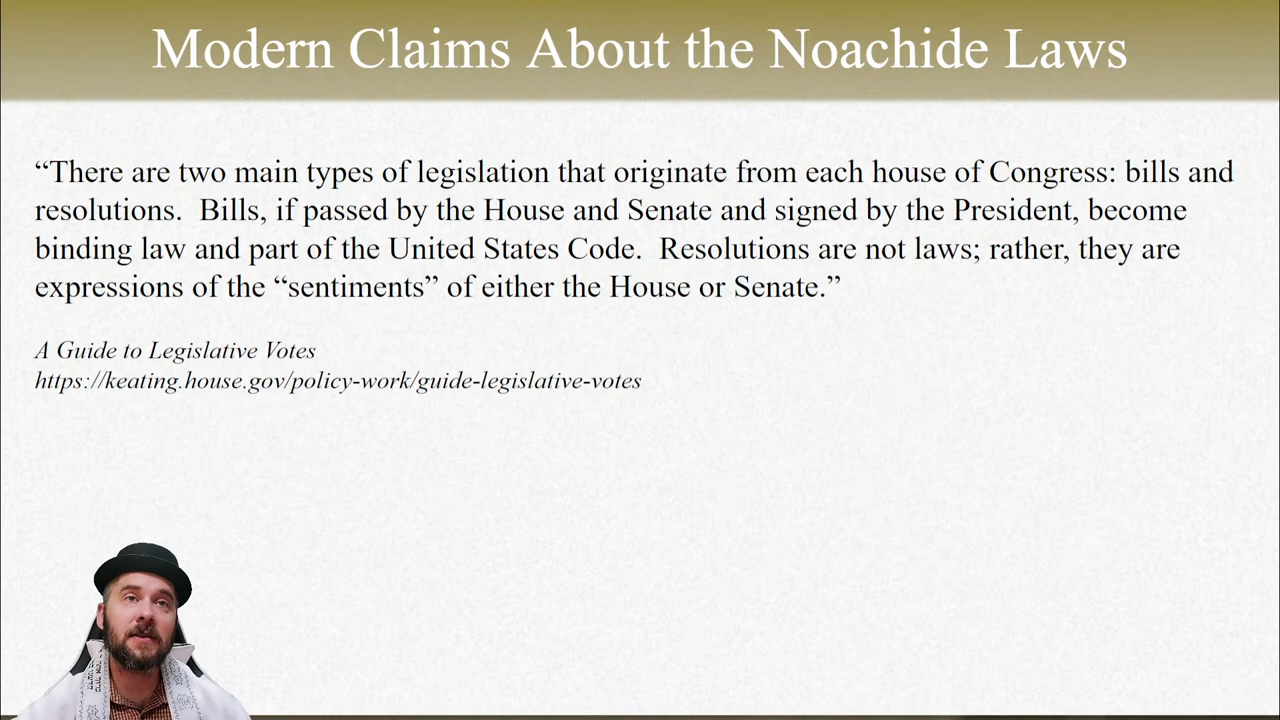 Modern Claims About the Noachide Laws
“There are two main types of legislation that originate from each house of Congress: bills and
resolutions.  Bills, if passed by the House and Senate and signed by the President, become
binding law and part of the United States Code.  Resolutions are not laws; rather, they are
expressions of the “sentiments” of either the House or Senate.”
A Guide to Legislative Votes
https://keating.house.gov/policy-work/guide-legislative-votes